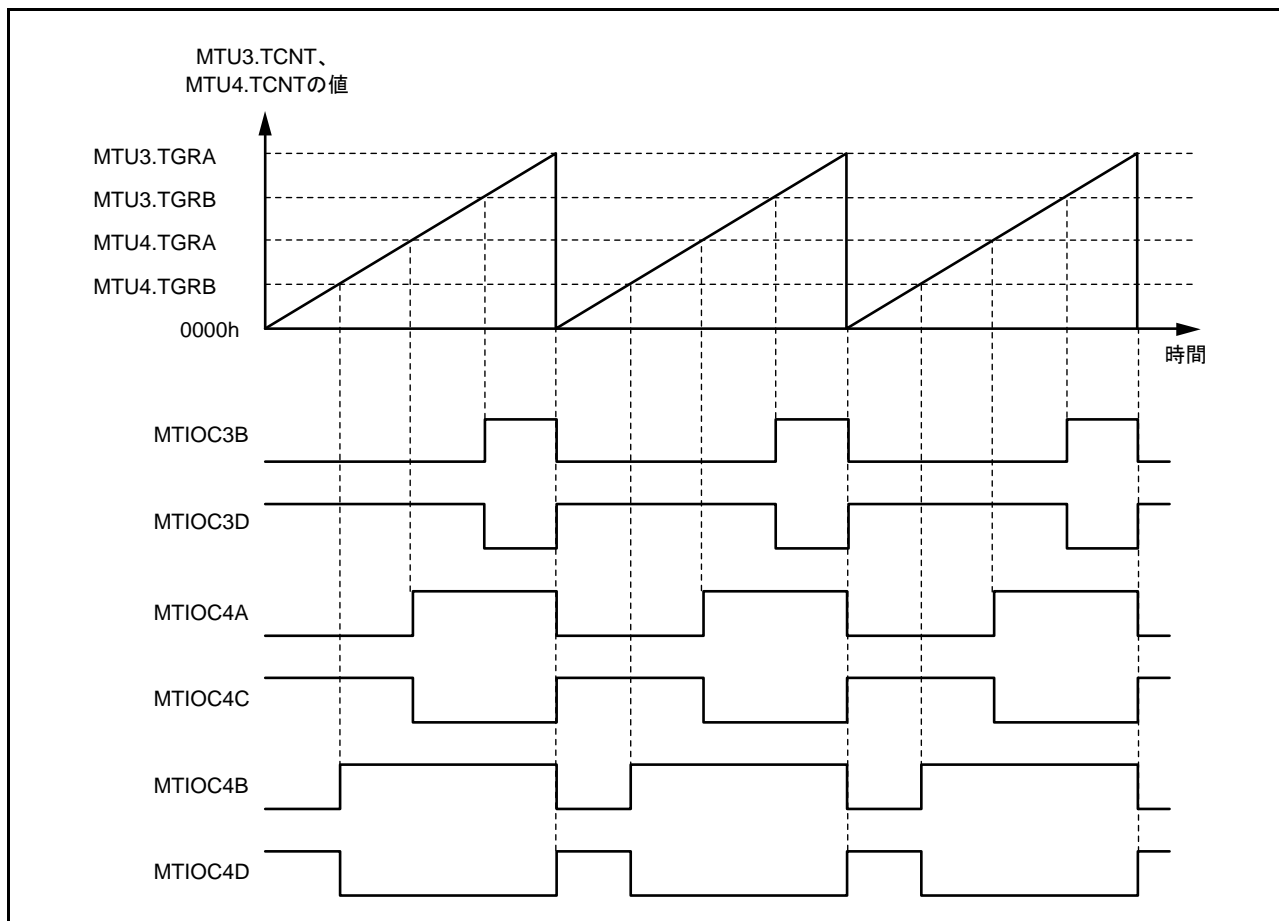 MTU3.TCNT、
MTU4.TCNTの値
MTU3.TGRA
MTU3.TGRB
MTU4.TGRA
MTU4.TGRB
0000h
時間
MTIOC3B
MTIOC3D
MTIOC4A
MTIOC4C
MTIOC4B
MTIOC4D